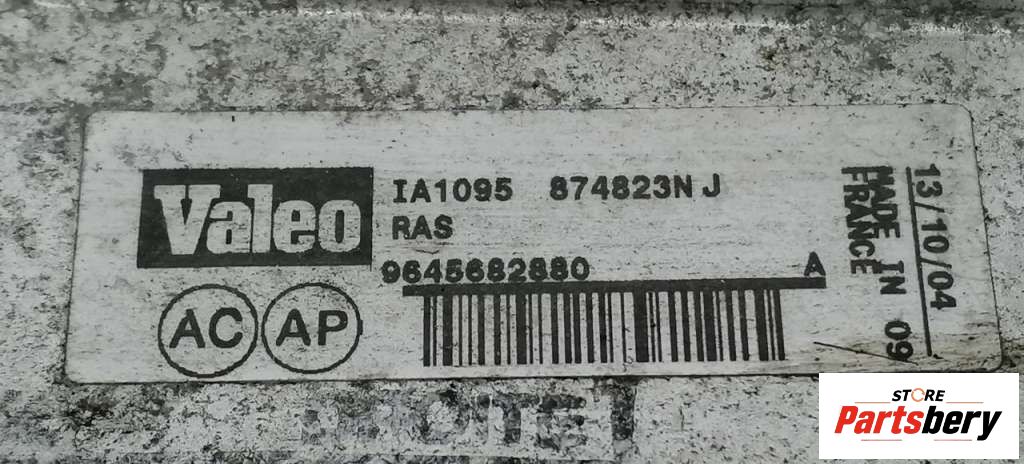 Valeo
IA1095 874823N J
RAS
9645682880 A
AC AP
13/10/04
MADE IN 09
FRANCE
STORE
Partsbery